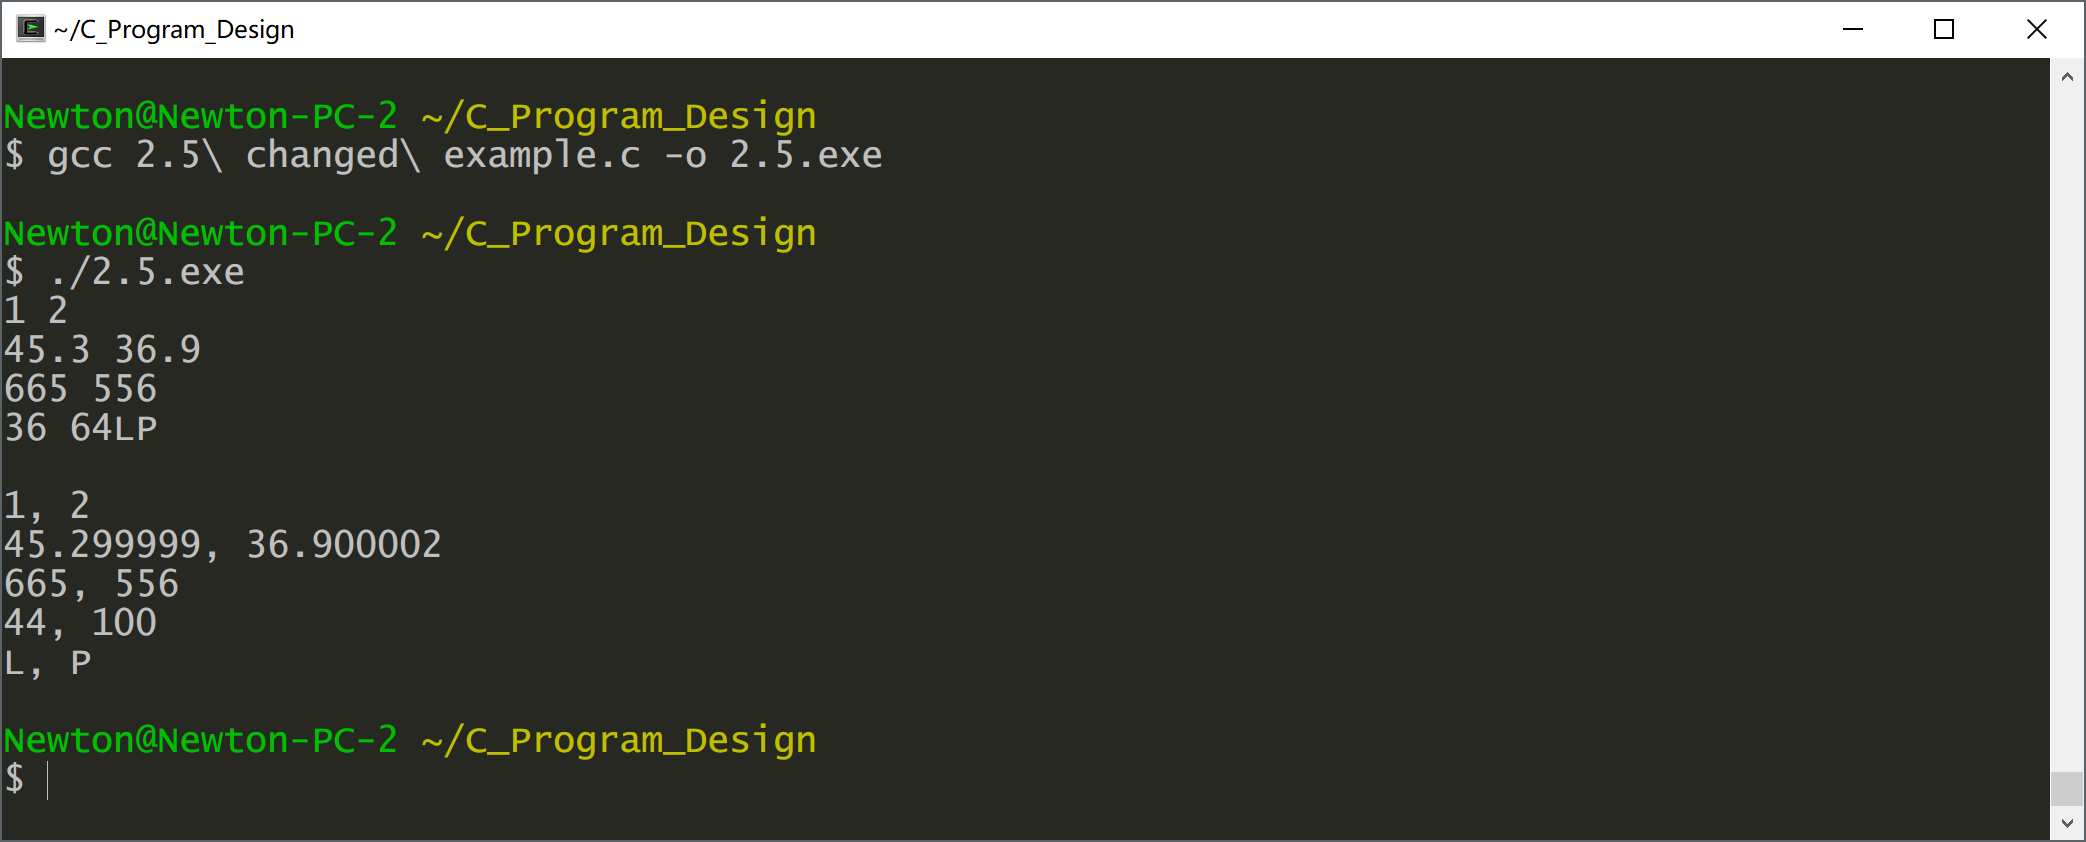 ~/C_Program_Design
Newton@Newton-PC-2 ~/C_Program_Design
$ gcc 2.5\ changed\ example.c -o 2.5.exe
Newton@Newton-PC-2 ~/C_Program_Design
$ ./2.5.exe
1 2
45.3 36.9
665 556
36 64LP
1, 2
45.299999, 36.900002
665, 556
44, 100
L, P
Newton@Newton-PC-2 ~/C_Program_Design
$